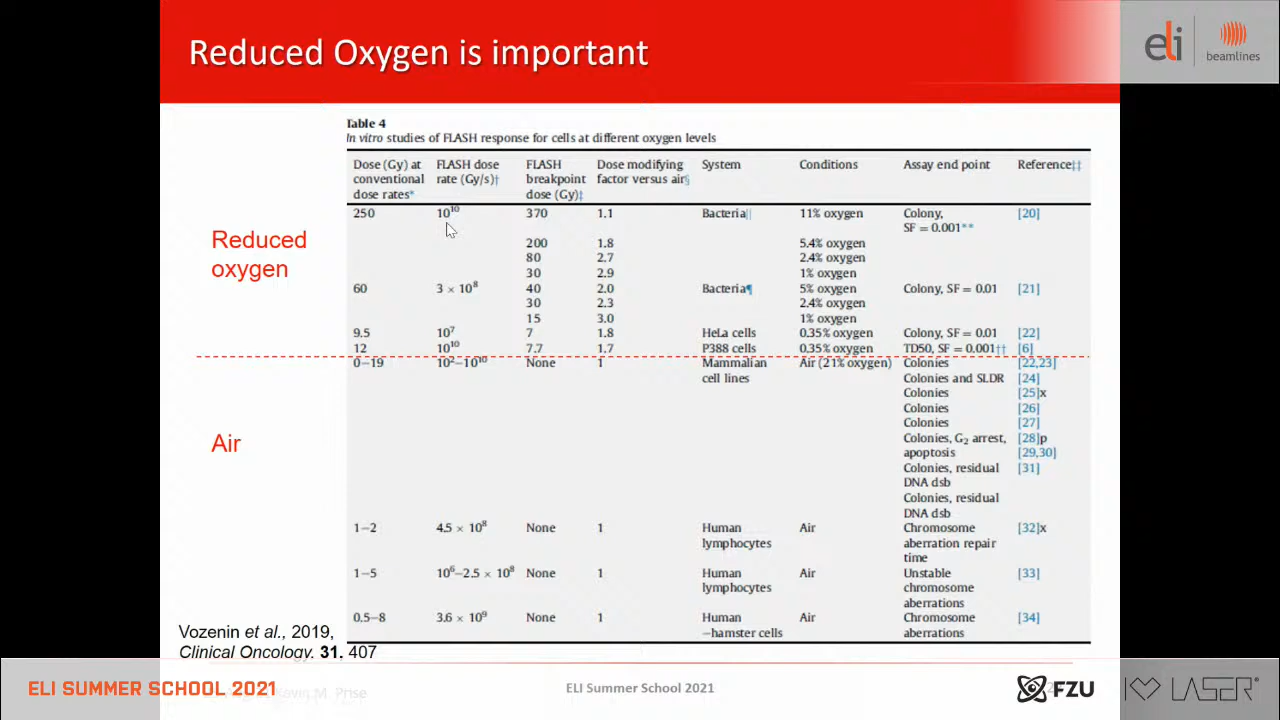 Reduced Oxygen is important
eli
beamlines
Table 4
In vitro studies of FLASH response for cells at different oxygen levels
Dose (Gy) at FLASH dose FLASH Dose modifying System Conditions Assay end point Reference‡‡
conventional rate (Gy/s)† breakpoint factor versus air§
dose rates* dose (Gy)‡
250 10¹⁰ 370 1.1 Bacteria|| 11% oxygen Colony, [20]
SF = 0.001**
Reduced
oxygen
200 1.8 5.4% oxygen
80 2.7 2.4% oxygen
30 2.9 1% oxygen
60 3 × 10⁸ 40 2.0 Bacteria¶ 5% oxygen Colony, SF = 0.01 [21]
30 2.3 2.4% oxygen
15 3.0 1% oxygen
9.5 10⁷ 7 1.8 HeLa cells 0.35% oxygen Colony, SF = 0.01 [22]
12 10¹⁰ 7.7 1.7 P388 cells 0.35% oxygen TD50, SF = 0.001†† [6]
0–19 10²–10¹⁰ None 1 Mammalian Air (21% oxygen) Colonies [22,23]
cell lines Colonies and SLDR [24]
Colonies [25]x
Colonies [26]
Colonies [27]
Air
Colonies, G₂ arrest, [28]p
apoptosis [29,30]
Colonies, residual [31]
DNA dsb
Colonies, residual
DNA dsb
1–2 4.5 × 10⁸ None 1 Human Air Chromosome [32]x
lymphocytes aberration repair
time
1–5 10⁶–2.5 × 10⁸ None 1 Human Air Unstable [33]
lymphocytes chromosome
aberrations
0.5–8 3.6 × 10⁹ None 1 Human Air Chromosome [34]
–hamster cells aberrations
Vozenin et al., 2019,
Clinical Oncology. 31. 407
ELI SUMMER SCHOOL 2021
Kevin M. Prise
ELI Summer School 2021
FZU
LASER